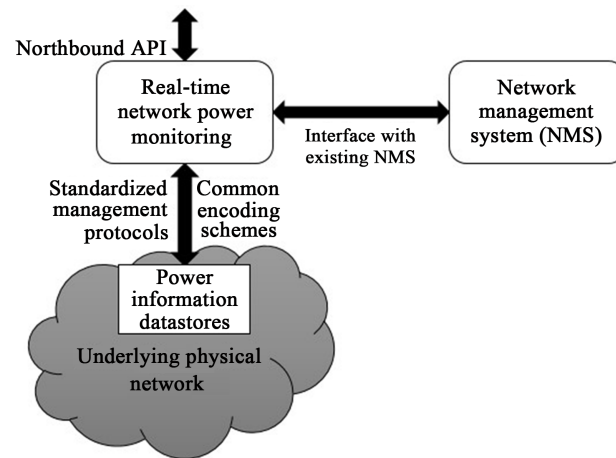 Northbound API
Real-time
network power
monitoring
Network
management
system (NMS)
Interface with
existing NMS
Standardized
management
protocols
Common
encoding
schemes
Power
information
datastores
Underlying physical
network